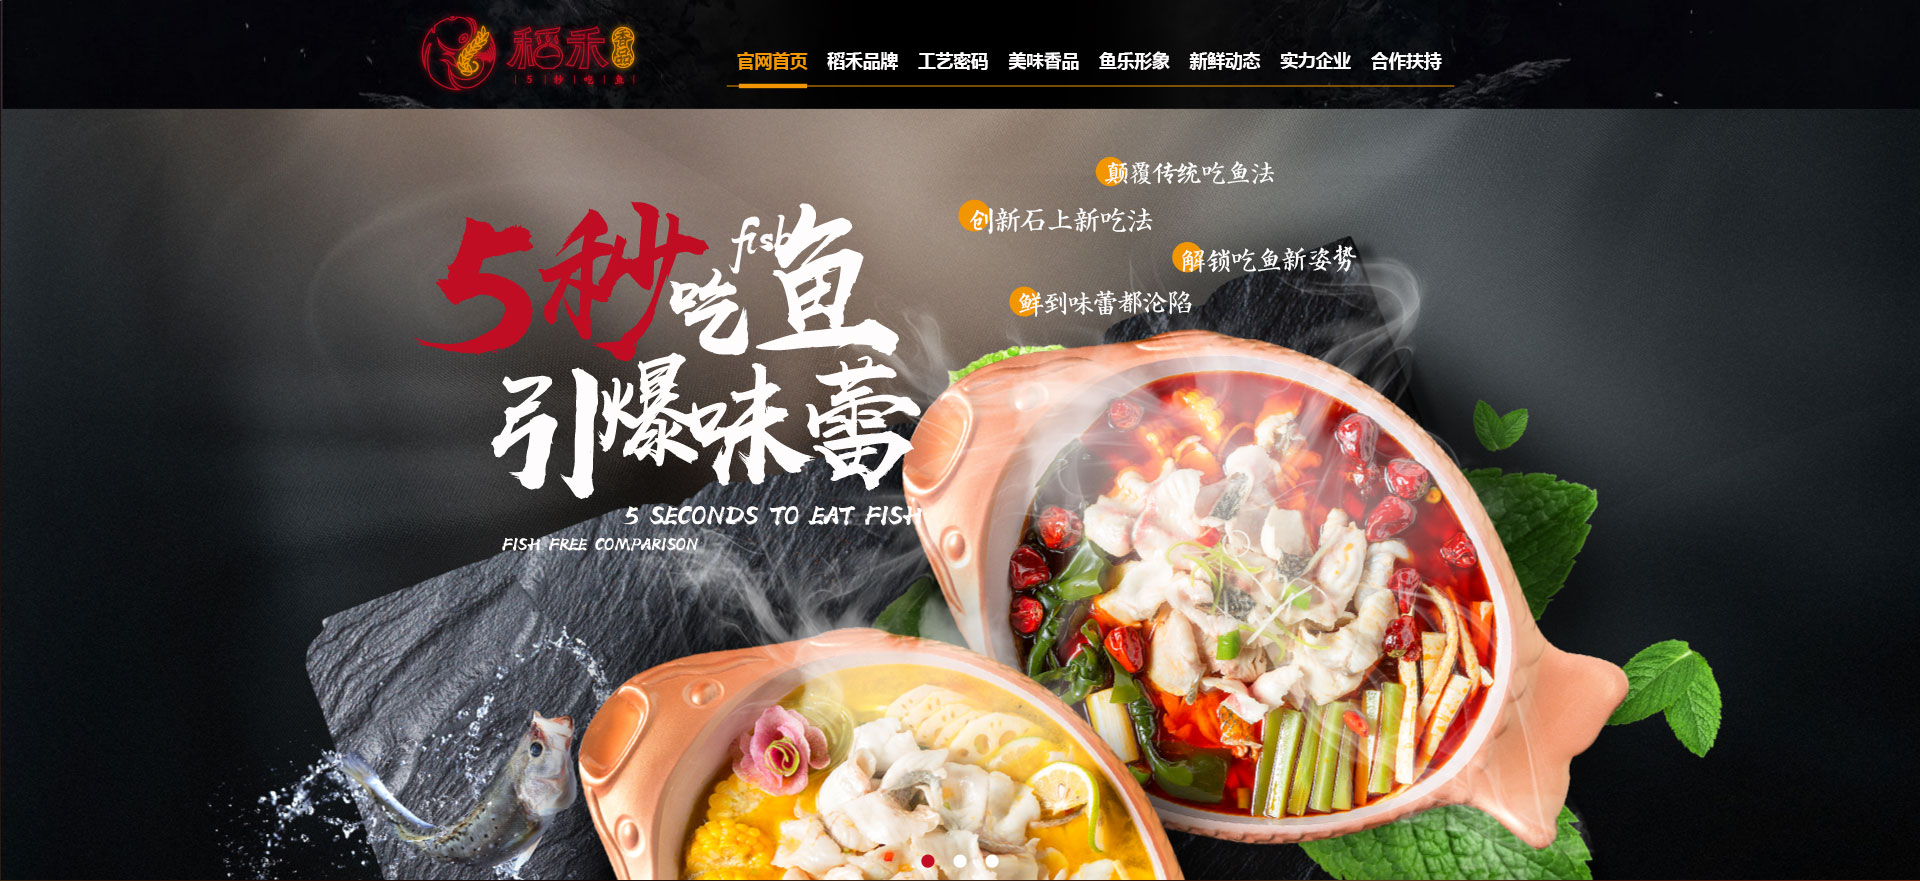 稻禾香品
5秒吃鱼
官网首页 稻禾品牌 工艺密码 美味香品 鱼乐形象 新鲜动态 实力企业 合作扶持
颠覆传统吃鱼法
创新石上新吃法
解锁吃鱼新姿势
鲜到味蕾都沦陷
5秒吃鱼
fish
引爆味蕾
5 SECONDS TO EAT FISH
FISH FREE COMPARISON